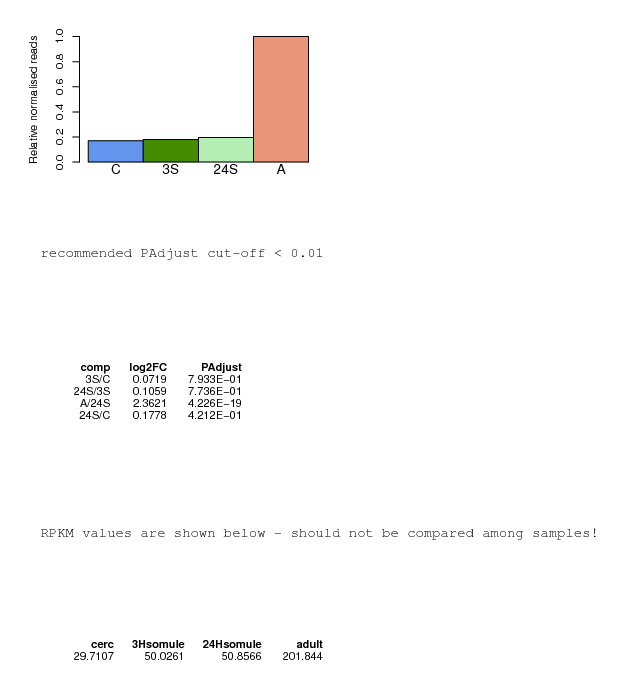 Relative normalised reads
1.0
0.8
0.6
0.4
0.2
0.0
C 3S 24S A
recommended PAdjust cut-off < 0.01
comp log2FC PAdjust
3S/C 0.0719 7.933E-01
24S/3S 0.1059 7.736E-01
A/24S 2.3621 4.226E-19
24S/C 0.1778 4.212E-01
RPKM values are shown below - should not be compared among samples!
cerc 3Hsomule 24Hsomule adult
29.7107 50.0261 50.8566 201.844